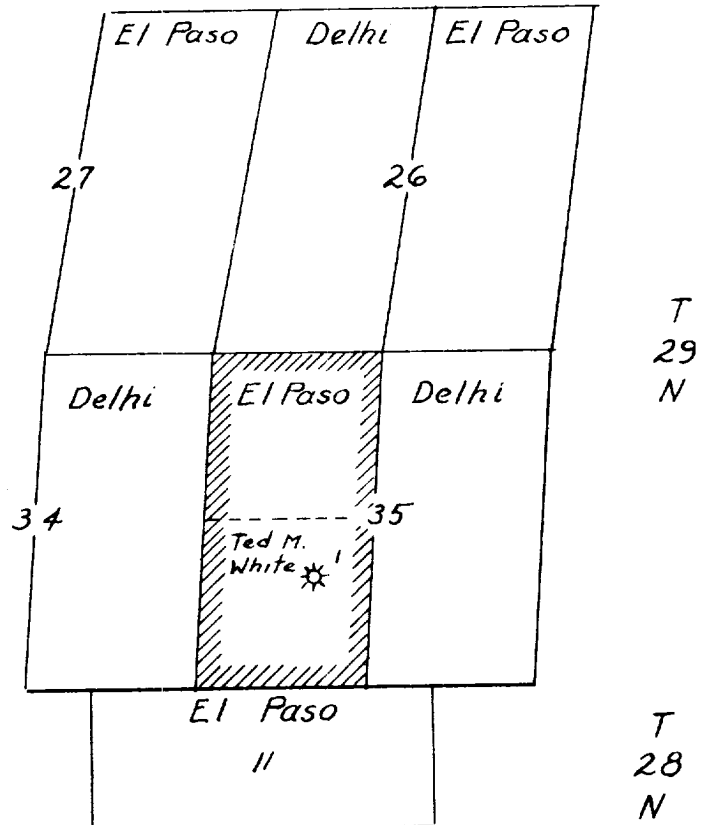 El Paso Delhi El Paso
27 26
T
29
N
Delhi El Paso Delhi
34 35
Ted M.
White 1
El Paso
11
T
28
N